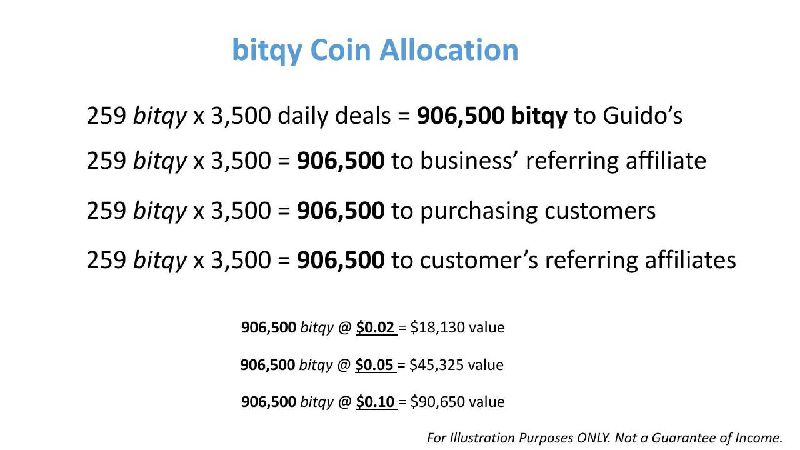 bitqy Coin Allocation
259 bitqy x 3,500 daily deals = 906,500 bitqy to Guido’s
259 bitqy x 3,500 = 906,500 to business’ referring affiliate
259 bitqy x 3,500 = 906,500 to purchasing customers
259 bitqy x 3,500 = 906,500 to customer’s referring affiliates
906,500 bitqy @ $0.02 = $18,130 value
906,500 bitqy @ $0.05 = $45,325 value
906,500 bitqy @ $0.10 = $90,650 value
For Illustration Purposes ONLY. Not a Guarantee of Income.